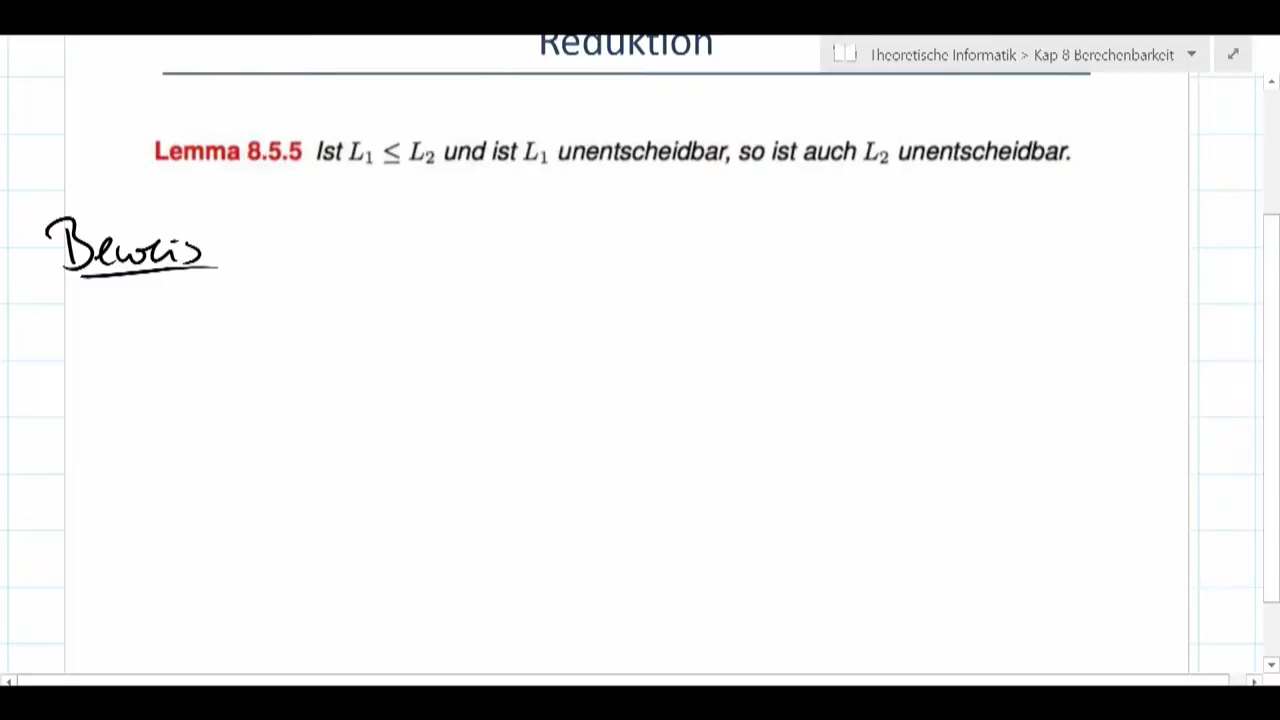 Reduktion
Theoretische Informatik > Kap 8 Berechenbarkeit
Lemma 8.5.5 Ist L₁ ≤ L₂ und ist L₁ unentscheidbar, so ist auch L₂ unentscheidbar.
Beweis